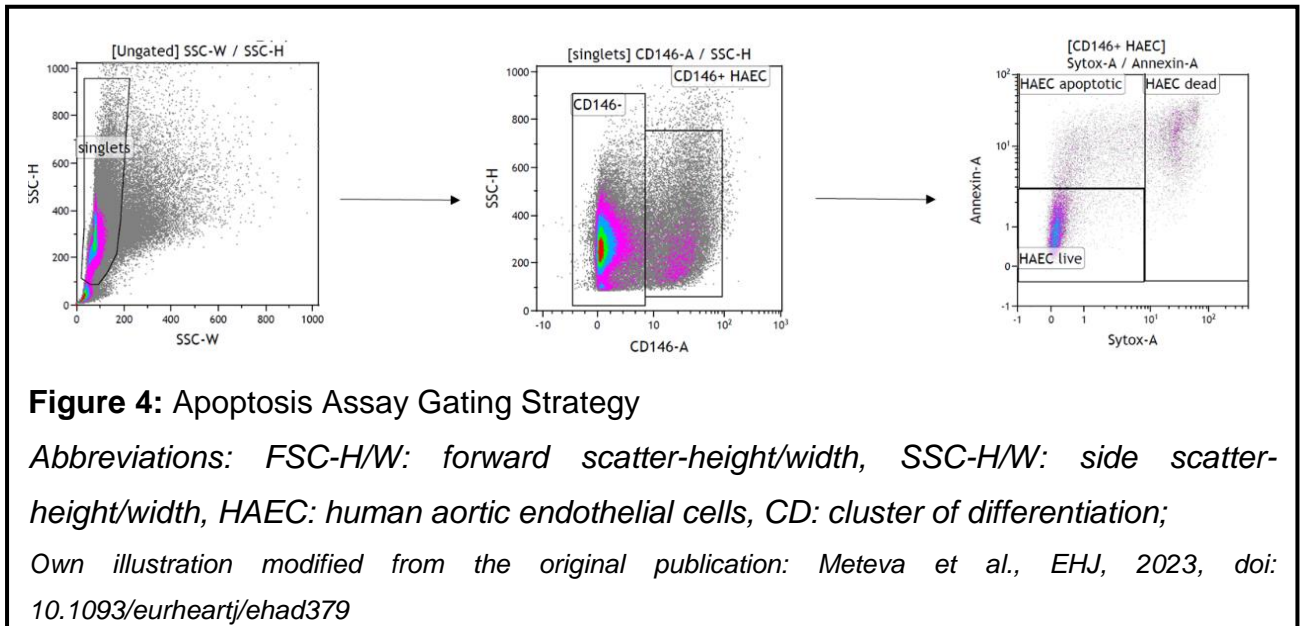 [Ungated] SSC-W / SSC-H
1000
800
600
400
200
0
SSC-H
singlets
0 200 400 600 800 1000
SSC-W
[singlets] CD146-A / SSC-H
1000
800
600
400
200
0
SSC-H
CD146-
CD146+ HAEC
-10 0 10 10² 10³
CD146-A
[CD146+ HAEC]
Sytox-A / Annexin-A
10²
10¹
1
0
-1
Annexin-A
HAEC apoptotic
HAEC dead
HAEC live
-1 0 1 10¹ 10²
Sytox-A
Figure 4: Apoptosis Assay Gating Strategy
Abbreviations: FSC-H/W: forward scatter-height/width, SSC-H/W: side scatter-
height/width, HAEC: human aortic endothelial cells, CD: cluster of differentiation;
Own illustration modified from the original publication: Meteva et al., EHJ, 2023, doi:
10.1093/eurheartj/ehad379